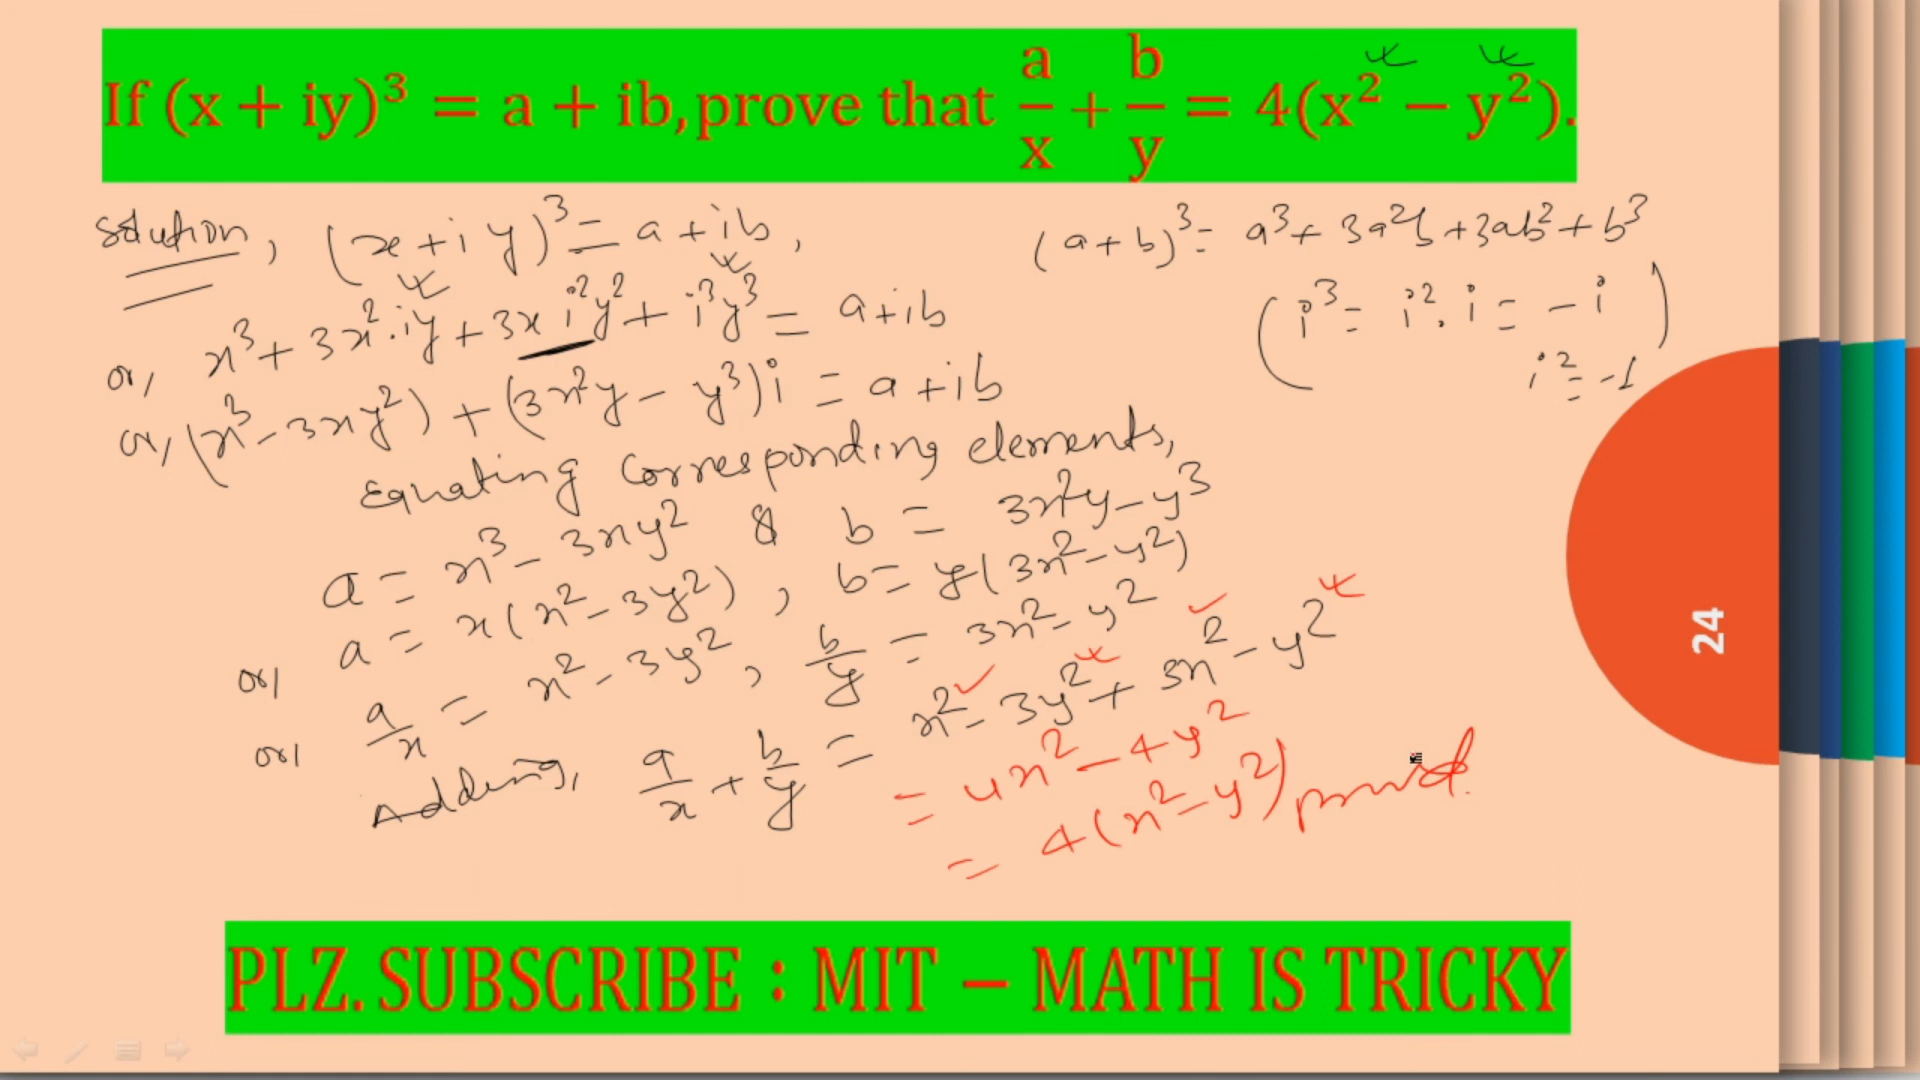 If (x + iy)³ = a + ib, prove that a/x + b/y = 4(x² − y²).
Solution, (x + i y)³ = a + ib,
(a + b)³ = a³ + 3a²b + 3ab² + b³
or, x³ + 3x².iy + 3x i²y² + i³y³ = a + ib
(i³ = i².i = −i
i² = −1)
or, (x³ − 3xy²) + (3x²y − y³)i = a + ib
Equating corresponding elements,
a = x³ − 3xy² & b = 3x²y − y³
or, a = x(x² − 3y²), b = y(3x² − y²)
or, a/x = x² − 3y², b/y = 3x² − y²
Adding, a/x + b/y = x² − 3y² + 3x² − y²
= 4x² − 4y²
= 4(x² − y²) proved.
24
PLZ. SUBSCRIBE : MIT − MATH IS TRICKY